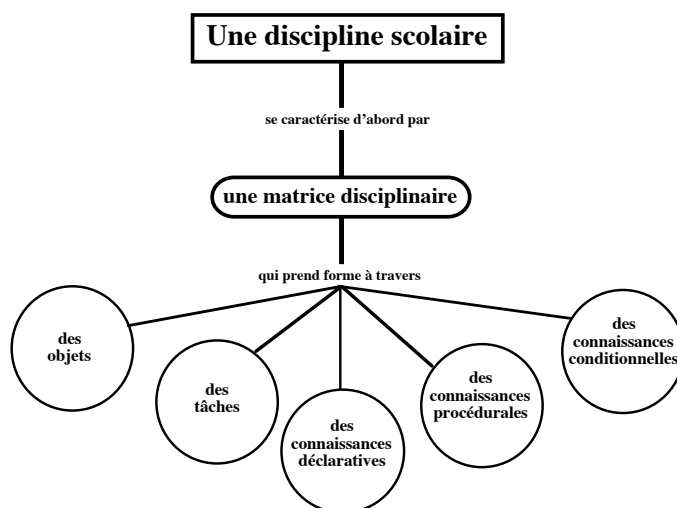 Une discipline scolaire
se caractérise d'abord par
une matrice disciplinaire
qui prend forme à travers
des
objets
des
tâches
des
connaissances
déclaratives
des
connaissances
procédurales
des
connaissances
conditionnelles